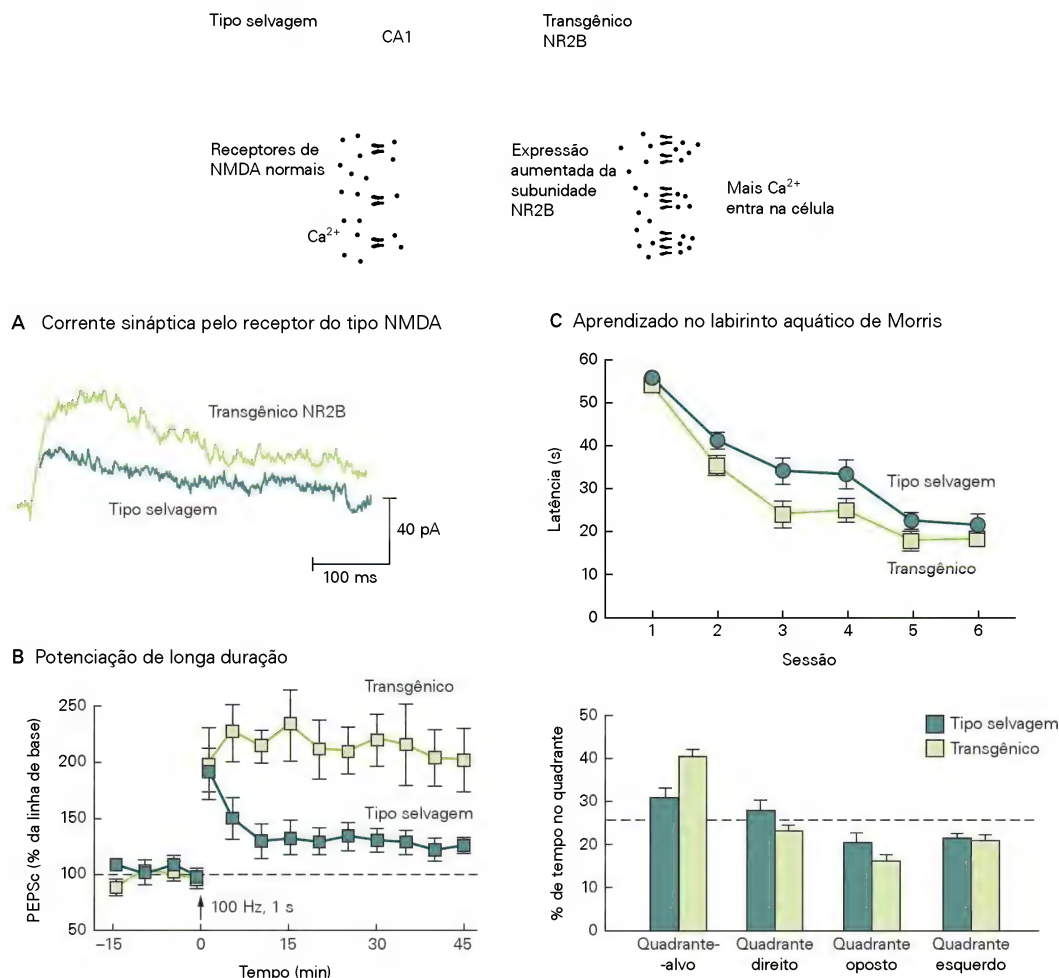 Tipo selvagem
CA1
Transgênico
NR2B
Receptores de
NMDA normais
Ca²⁺
Expressão
aumentada da
subunidade
NR2B
Mais Ca²⁺
entra na célula
A Corrente sináptica pelo receptor do tipo NMDA
Transgênico NR2B
Tipo selvagem
40 pA
100 ms
B Potenciação de longa duração
PEPSc (% da linha de base)
250
200
150
100
50
Transgênico
Tipo selvagem
100 Hz, 1 s
–15 0 15 30 45
Tempo (min)
C Aprendizado no labirinto aquático de Morris
Latência (s)
60
50
40
30
20
10
0
Tipo selvagem
Transgênico
1 2 3 4 5 6
Sessão
% de tempo no quadrante
50
40
30
20
10
0
Tipo selvagem
Transgênico
Quadrante-
-alvo
Quadrante
direito
Quadrante
oposto
Quadrante
esquerdo